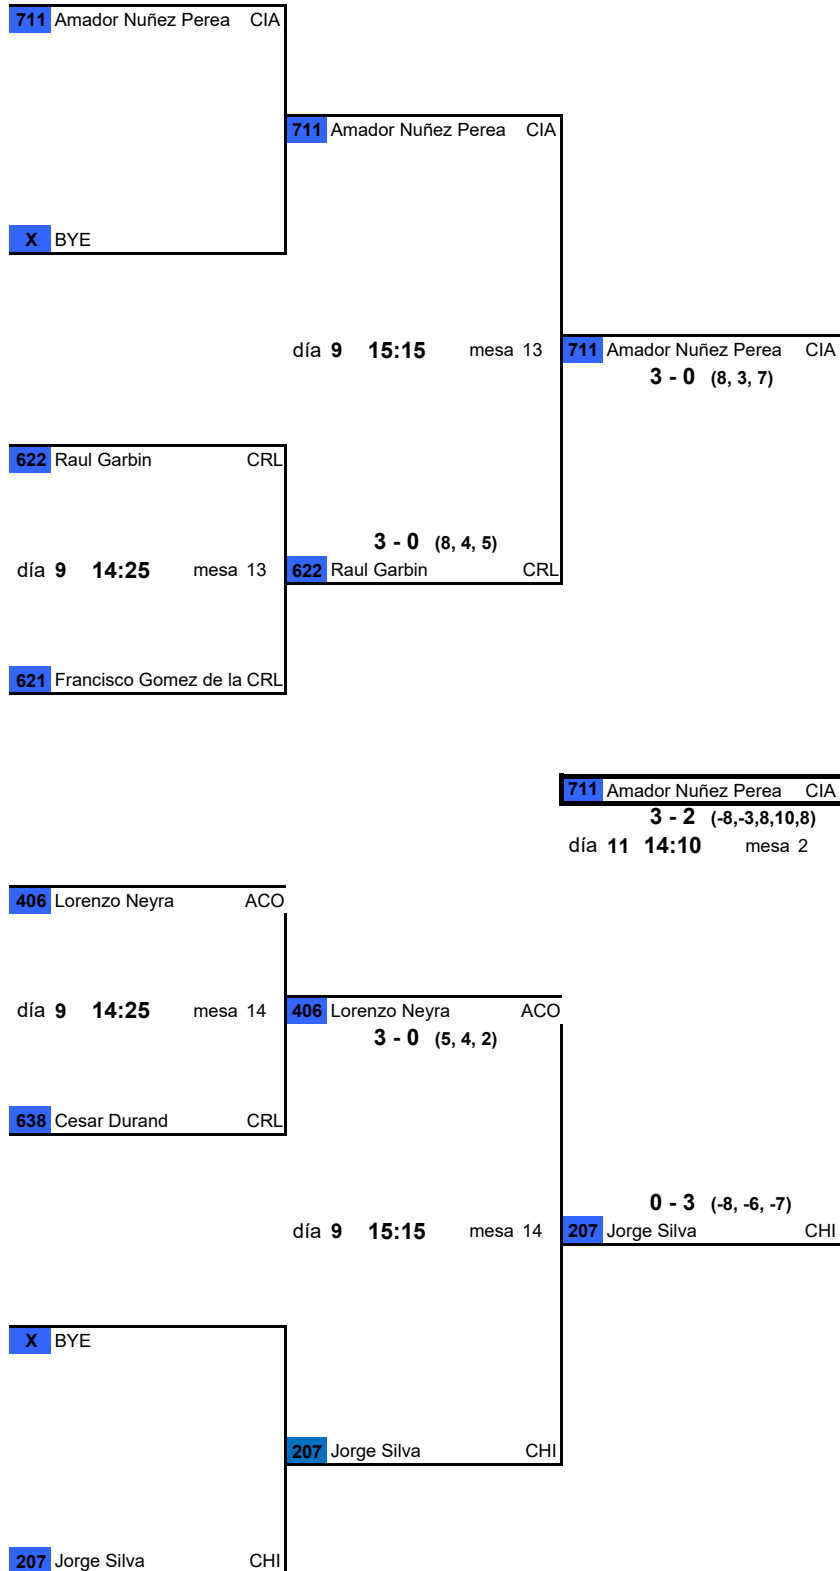 711 Amador Nuñez Perea CIA
711 Amador Nuñez Perea CIA
X BYE
día 9 15:15 mesa 13 711 Amador Nuñez Perea CIA
3 - 0 (8, 3, 7)
622 Raul Garbin CRL
3 - 0 (8, 4, 5)
día 9 14:25 mesa 13 622 Raul Garbin CRL
621 Francisco Gomez de la CRL
711 Amador Nuñez Perea CIA
3 - 2 (-8,-3,8,10,8)
día 11 14:10 mesa 2
406 Lorenzo Neyra ACO
día 9 14:25 mesa 14 406 Lorenzo Neyra ACO
3 - 0 (5, 4, 2)
638 Cesar Durand CRL
0 - 3 (-8, -6, -7)
día 9 15:15 mesa 14 207 Jorge Silva CHI
X BYE
207 Jorge Silva CHI
207 Jorge Silva CHI